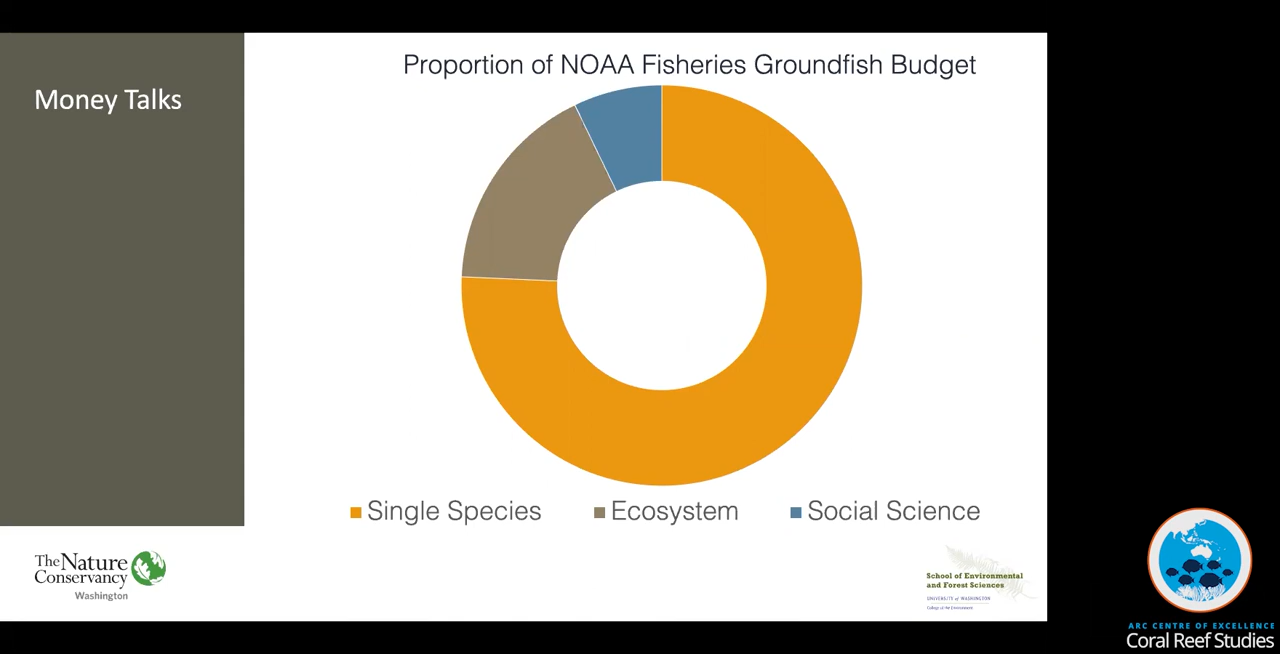 Money Talks
Proportion of NOAA Fisheries Groundfish Budget
Single Species
Ecosystem
Social Science
The Nature
Conservancy
Washington
School of Environmental
and Forest Sciences
UNIVERSITY of WASHINGTON
College of the Environment
ARC CENTRE OF EXCELLENCE
Coral Reef Studies